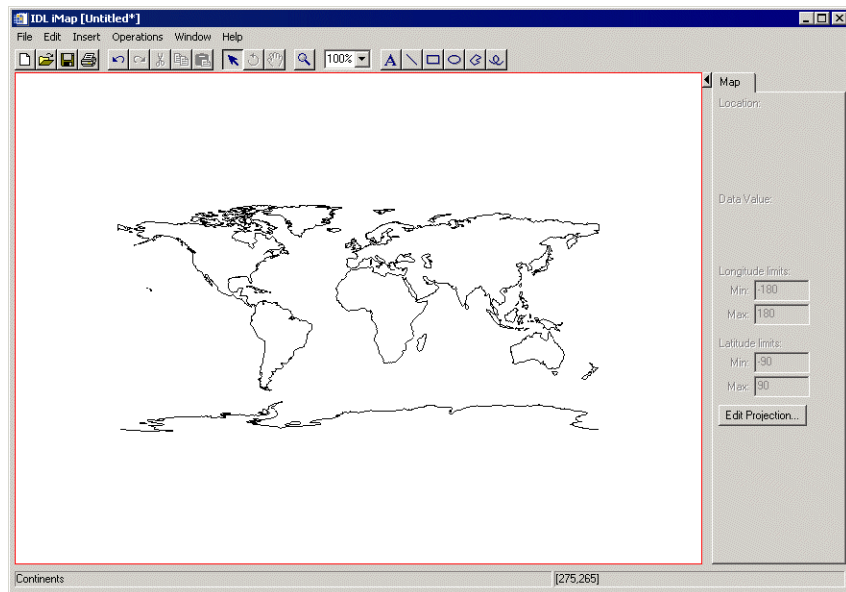 IDL iMap [Untitled*]
File Edit Insert Operations Window Help
100%
A
Map
Location:
Data Value:
Longitude limits:
Min: -180
Max: 180
Latitude limits:
Min: -90
Max: 90
Edit Projection...
Continents
[275,265]